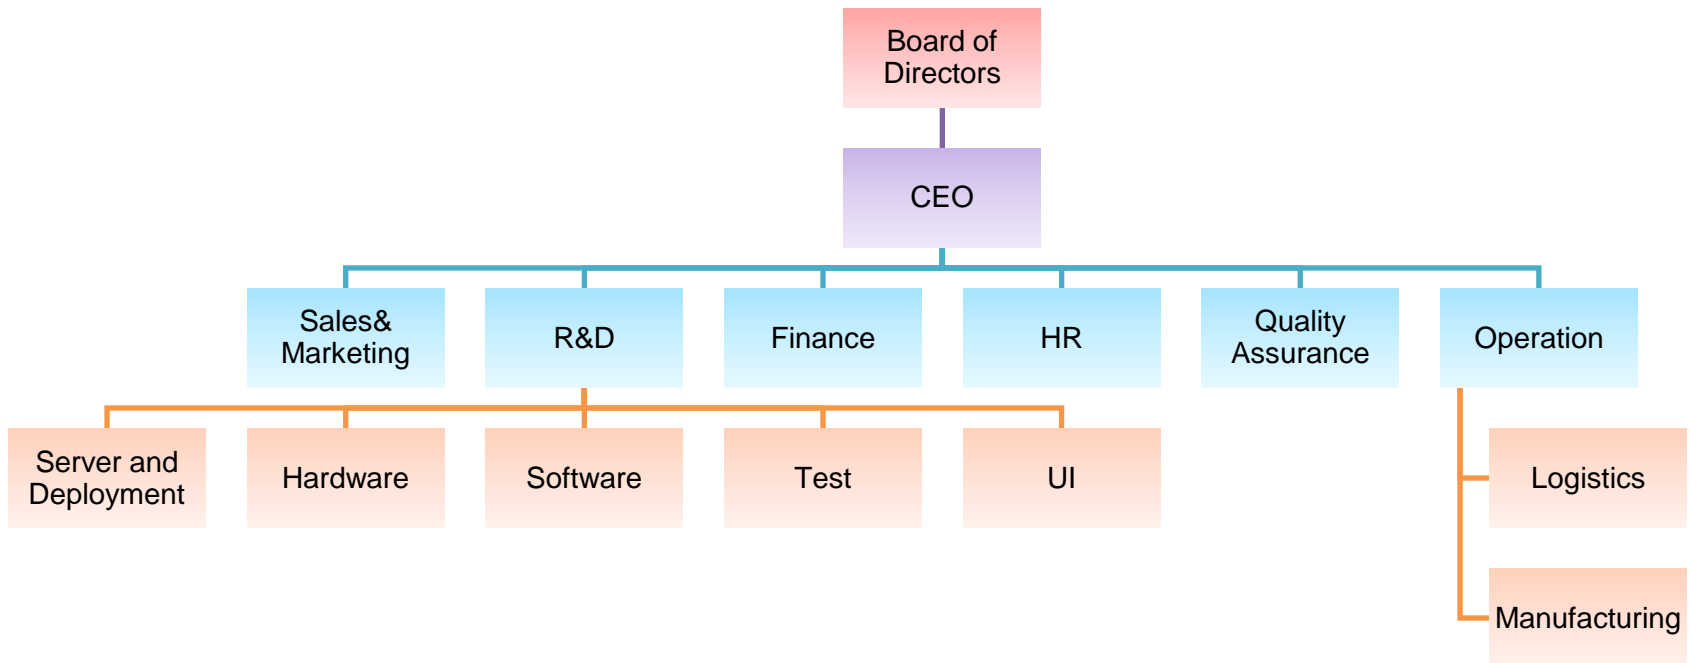 Board of
Directors
CEO
Sales&
Marketing
R&D
Finance
HR
Quality
Assurance
Operation
Server and
Deployment
Hardware
Software
Test
UI
Logistics
Manufacturing